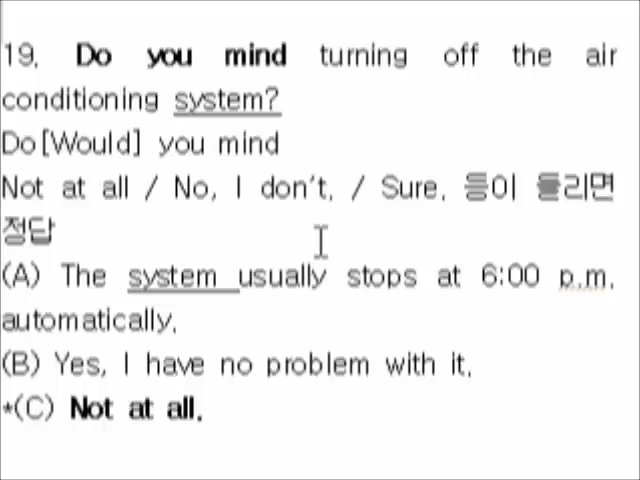 19. Do you mind turning off the air
conditioning system?
Do[Would] you mind
Not at all / No, I don't. / Sure. 등이 들리면
정답
(A) The system usually stops at 6:00 p.m.
automatically.
(B) Yes, I have no problem with it.
*(C) Not at all.